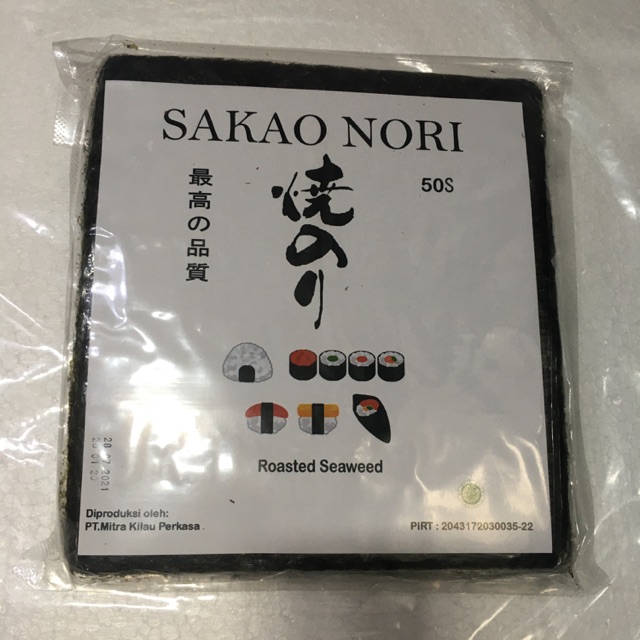 SAKAO NORI
50S
最高の品質
焼のり
Roasted Seaweed
Diproduksi oleh:
PT.Mitra Kilau Perkasa
PIRT : 2043172030035-22